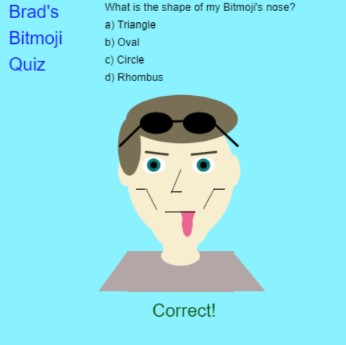 Brad's
Bitmoji
Quiz
What is the shape of my Bitmoji's nose?
a) Triangle
b) Oval
c) Circle
d) Rhombus
Correct!